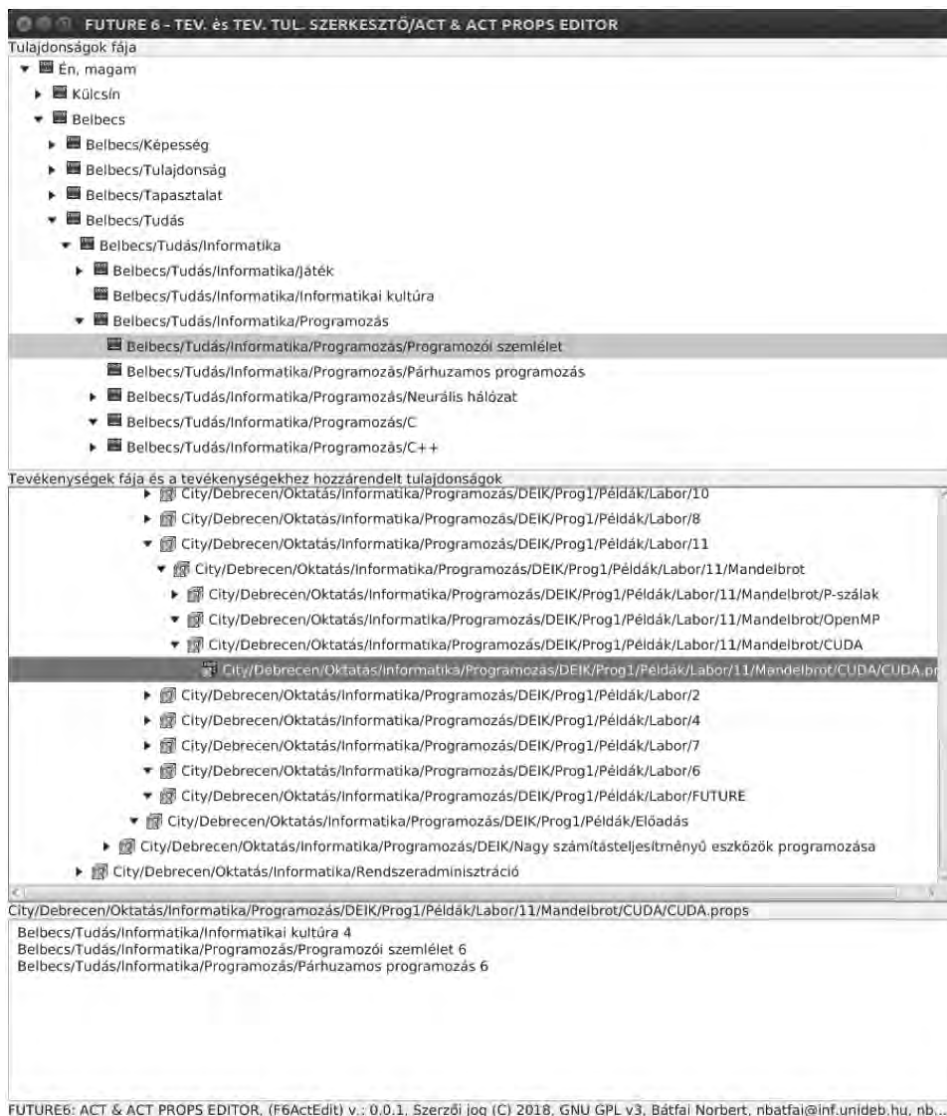 FUTURE 6 - TEV. és TEV. TUL. SZERKESZTŐ/ACT & ACT PROPS EDITOR
Tulajdonságok fája
Én, magam
Külcsín
Belbecs
Belbecs/Képesség
Belbecs/Tulajdonság
Belbecs/Tapasztalat
Belbecs/Tudás
Belbecs/Tudás/Informatika
Belbecs/Tudás/Informatika/Játék
Belbecs/Tudás/Informatika/Informatikai kultúra
Belbecs/Tudás/Informatika/Programozás
Belbecs/Tudás/Informatika/Programozás/Programozói szemlélet
Belbecs/Tudás/Informatika/Programozás/Párhuzamos programozás
Belbecs/Tudás/Informatika/Programozás/Neurális hálózat
Belbecs/Tudás/Informatika/Programozás/C
Belbecs/Tudás/Informatika/Programozás/C++
Tevékenységek fája és a tevékenységekhez hozzárendelt tulajdonságok
City/Debrecen/Oktatás/Informatika/Programozás/DEIK/Prog1/Példák/Labor/10
City/Debrecen/Oktatás/Informatika/Programozás/DEIK/Prog1/Példák/Labor/8
City/Debrecen/Oktatás/Informatika/Programozás/DEIK/Prog1/Példák/Labor/11
City/Debrecen/Oktatás/Informatika/Programozás/DEIK/Prog1/Példák/Labor/11/Mandelbrot
City/Debrecen/Oktatás/Informatika/Programozás/DEIK/Prog1/Példák/Labor/11/Mandelbrot/P-szálak
City/Debrecen/Oktatás/Informatika/Programozás/DEIK/Prog1/Példák/Labor/11/Mandelbrot/OpenMP
City/Debrecen/Oktatás/Informatika/Programozás/DEIK/Prog1/Példák/Labor/11/Mandelbrot/CUDA
City/Debrecen/Oktatás/Informatika/Programozás/DEIK/Prog1/Példák/Labor/11/Mandelbrot/CUDA/CUDA.pr
City/Debrecen/Oktatás/Informatika/Programozás/DEIK/Prog1/Példák/Labor/2
City/Debrecen/Oktatás/Informatika/Programozás/DEIK/Prog1/Példák/Labor/4
City/Debrecen/Oktatás/Informatika/Programozás/DEIK/Prog1/Példák/Labor/7
City/Debrecen/Oktatás/Informatika/Programozás/DEIK/Prog1/Példák/Labor/6
City/Debrecen/Oktatás/Informatika/Programozás/DEIK/Prog1/Példák/Labor/FUTURE
City/Debrecen/Oktatás/Informatika/Programozás/DEIK/Prog1/Példák/Előadás
City/Debrecen/Oktatás/Informatika/Programozás/DEIK/Nagy számításteljesítményű eszközök programozása
City/Debrecen/Oktatás/Informatika/Rendszeradminisztráció
City/Debrecen/Oktatás/Informatika/Programozás/DEIK/Prog1/Példák/Labor/11/Mandelbrot/CUDA/CUDA.props
Belbecs/Tudás/Informatika/Informatikai kultúra 4
Belbecs/Tudás/Informatika/Programozás/Programozói szemlélet 6
Belbecs/Tudás/Informatika/Programozás/Párhuzamos programozás 6
FUTURE6: ACT & ACT PROPS EDITOR, (F6ActEdit) v.: 0.0.1, Szerzői jog (C) 2018, GNU GPL v3, Bátfai Norbert, nbatfai@inf.unideb.hu, nb...